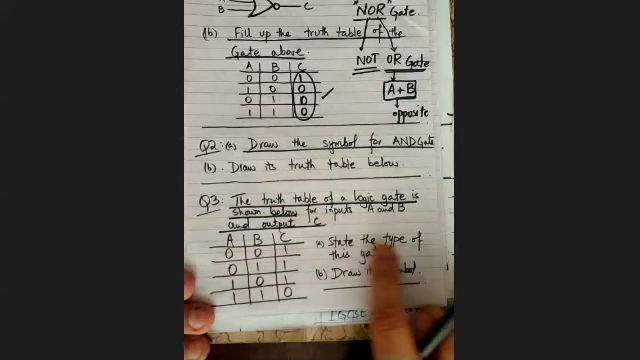 A
B
C
"NOR" Gate
(b) Fill up the truth table of the
Gate above
NOT OR Gate
A+B
opposite
A B C
0 0 1
1 0 0
0 1 0
1 1 0
Q2: (a) Draw the symbol for AND Gate
(b). Draw its truth table below.
Q3: The truth table of a logic gate is
shown below for inputs A and B
and output C
A B C
0 0 1
0 1 1
1 0 1
1 1 0
(a) State the type of
this
(b) Draw its
IGCSE